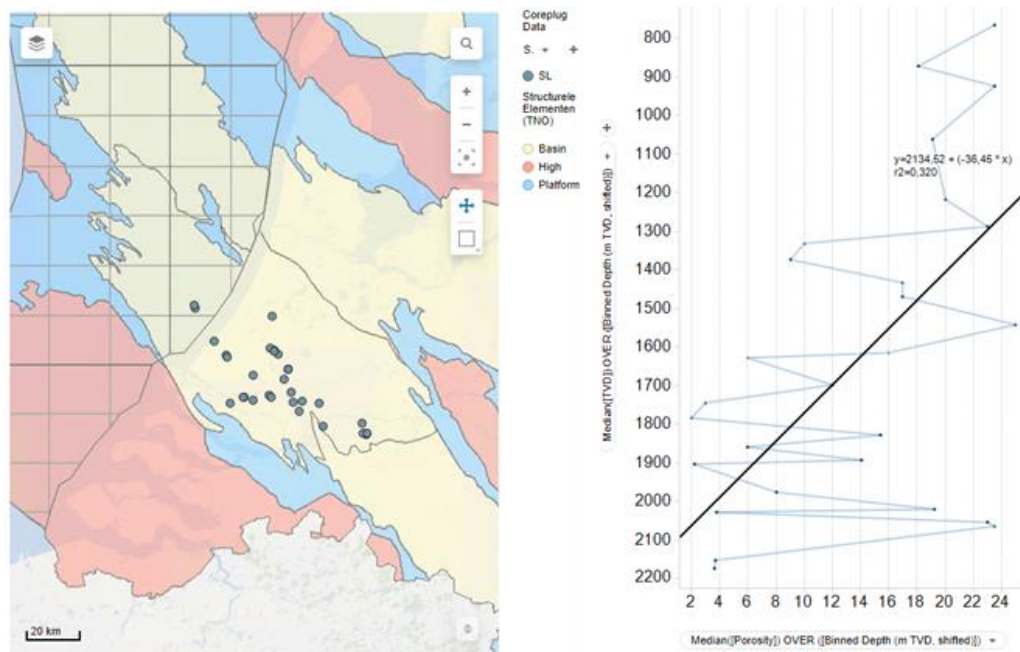 Coreplug
Data
S.
SL
Structurele
Elementen
(TNO)
Basin
High
Platform
20 km
Median([TVD]) OVER ([Binned Depth (m TVD, shifted)])
800
900
1000
1100
1200
1300
1400
1500
1600
1700
1800
1900
2000
2100
2200
y=2134,52 + (-36,45 * x)
r2=0,320
2 4 6 8 10 12 14 16 18 20 22 24
Median([Porosity]) OVER ([Binned Depth (m TVD, shifted)])